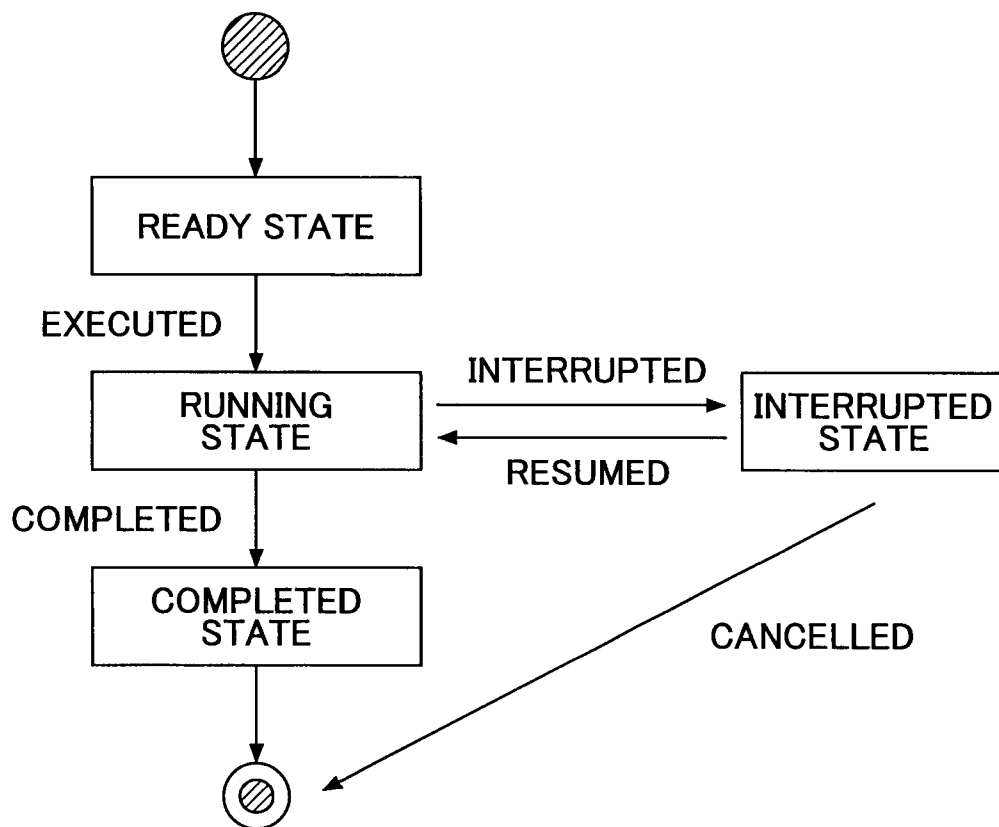 READY STATE
EXECUTED
RUNNING
STATE
INTERRUPTED
RESUMED
INTERRUPTED
STATE
COMPLETED
COMPLETED
STATE
CANCELLED